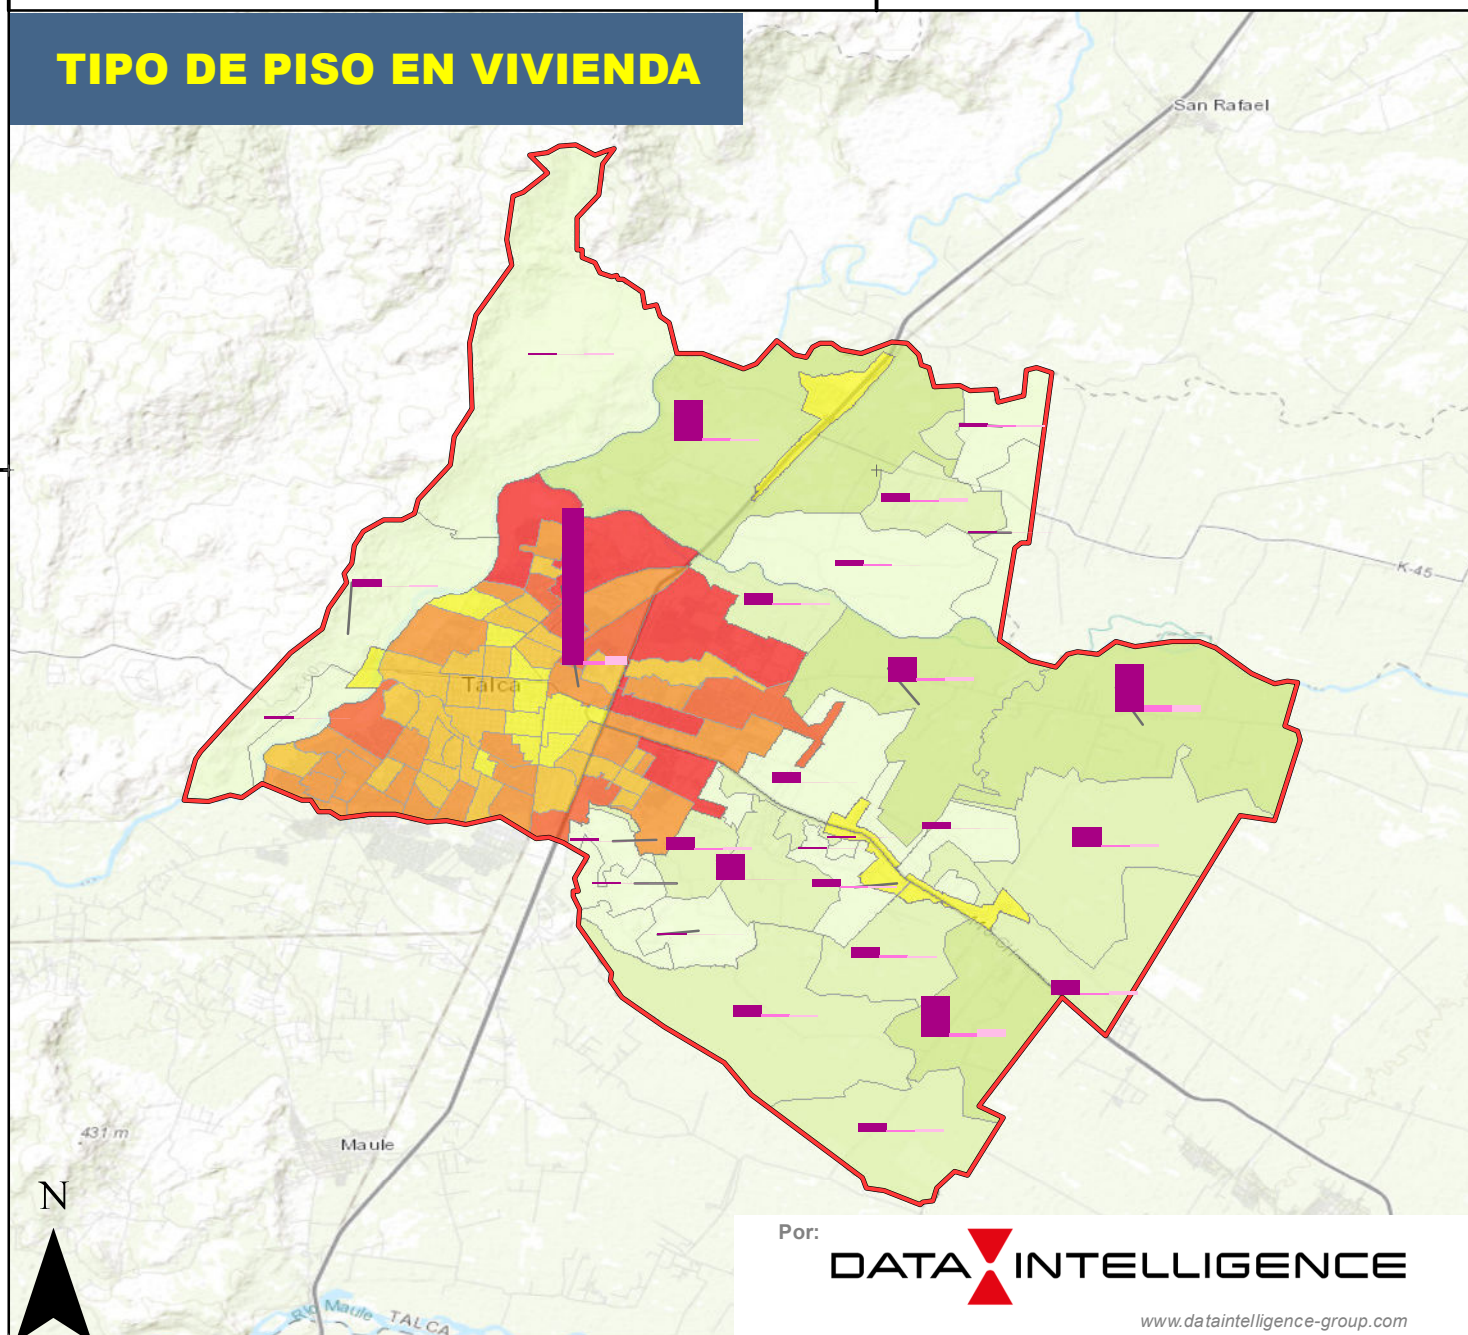 TIPO DE PISO EN VIVIENDA
San Rafael
K-45
Talca
431 m
Maule
N
Río Maule
TALCA
Por:
DATA INTELLIGENCE
www.dataintelligence-group.com